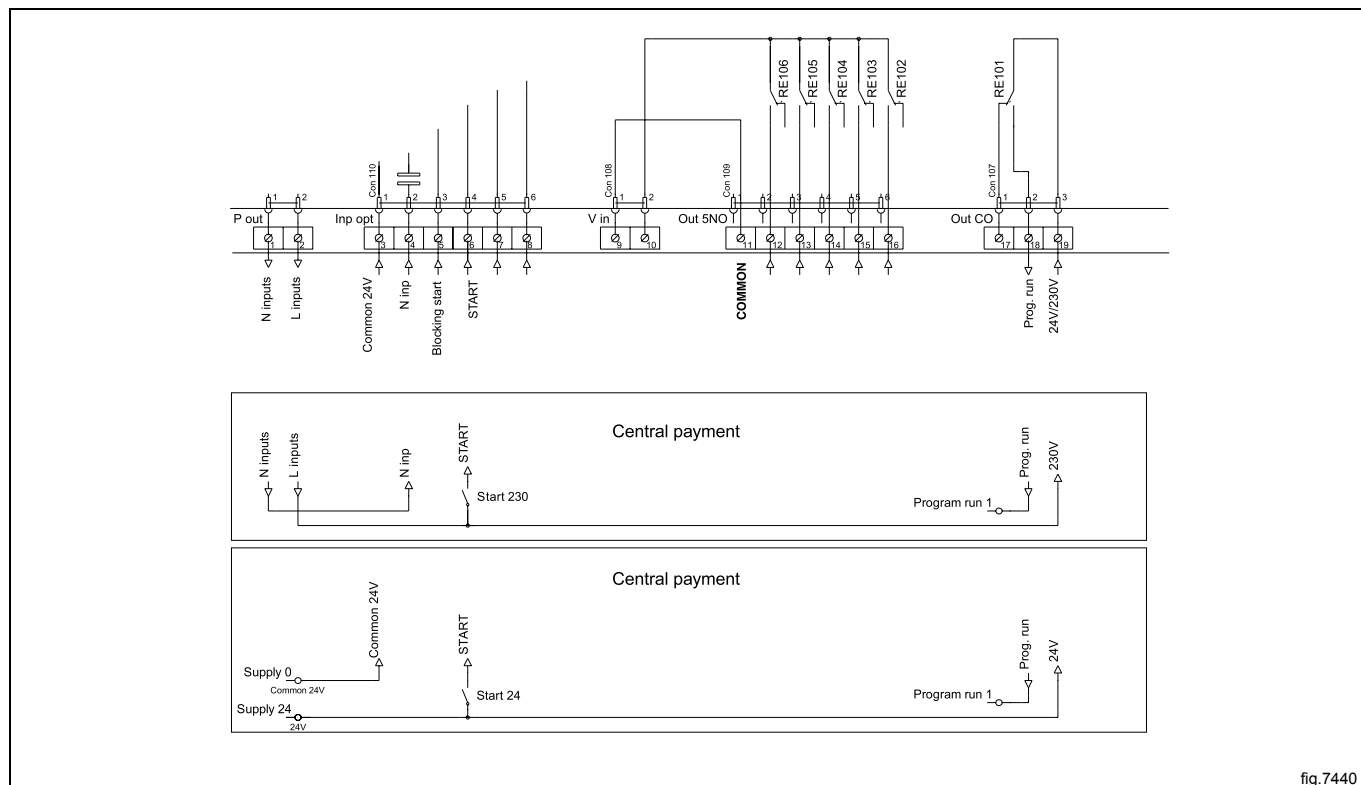 RE106
RE105
RE104
RE103
RE102
RE101
Con 110
Con 108
Con 109
Con 107
1 2
1 2 3 4 5 6
1 2
1 2 3 4 5 6
1 2 3
P out
Inp opt
V in
Out 5NO
Out CO
1 2
3 4 5 6 7 8
9 10
11 12 13 14 15 16
17 18 19
N inputs
L inputs
Common 24V
N inp
Blocking start
START
COMMON
Prog. run
24V/230V
Central payment
N inputs
L inputs
N inp
START
Start 230
Program run 1
Prog. run
230V
Central payment
Common 24V
START
Prog. run
24V
Supply 0
Common 24V
Start 24
Program run 1
Supply 24
24V
fig.7440